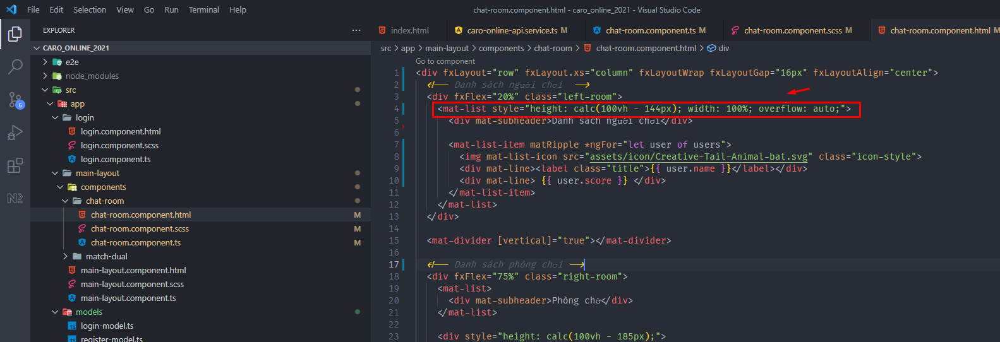 File Edit Selection View Go Run Terminal Help
chat-room.component.html - caro_online_2021 - Visual Studio Code
EXPLORER ···
CARO_ONLINE_2021
e2e
node_modules
src
app
login
login.component.html
login.component.scss
login.component.ts
main-layout
components
chat-room
chat-room.component.html M
chat-room.component.scss M
chat-room.component.ts M
match-dual
main-layout.component.html
main-layout.component.scss
main-layout.component.ts
models
login-model.ts
register-model.ts
6
index.html caro-online-api.service.ts M chat-room.component.ts M chat-room.component.scss M chat-room.component.html M
src > app > main-layout > components > chat-room > chat-room.component.html > div
Go to component
1 <div fxLayout="row" fxLayout.xs="column" fxLayoutWrap fxLayoutGap="16px" fxLayoutAlign="center">
2 <!-- Danh sách người chơi -->
3 <div fxFlex="20%" class="left-room">
4 <mat-list style="height: calc(100vh - 144px); width: 100%; overflow: auto;">
5 <div mat-subheader>Danh sách người chơi</div>
6
7 <mat-list-item matRipple *ngFor="let user of users">
8 <img mat-list-icon src="assets/icon/Creative-Tail-Animal-bat.svg" class="icon-style">
9 <div mat-line><label class="title">{{ user.name }}</label></div>
10 <div mat-line> {{ user.score }} </div>
11 </mat-list-item>
12 </mat-list>
13 </div>
14
15 <mat-divider [vertical]="true"></mat-divider>
16
17 <!-- Danh sách phòng chơi -->
18 <div fxFlex="75%" class="right-room">
19 <mat-list>
20 <div mat-subheader>Phòng chờ</div>
21 </mat-list>
22
23 <div style="height: calc(100vh - 185px);">